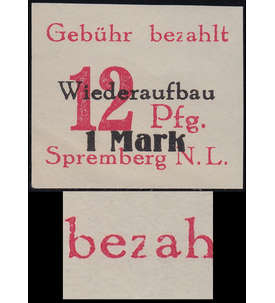 Gebühr bezahlt
Wiederaufbau
12 Pfg.
1 Mark
Spremberg N.L.
bezah